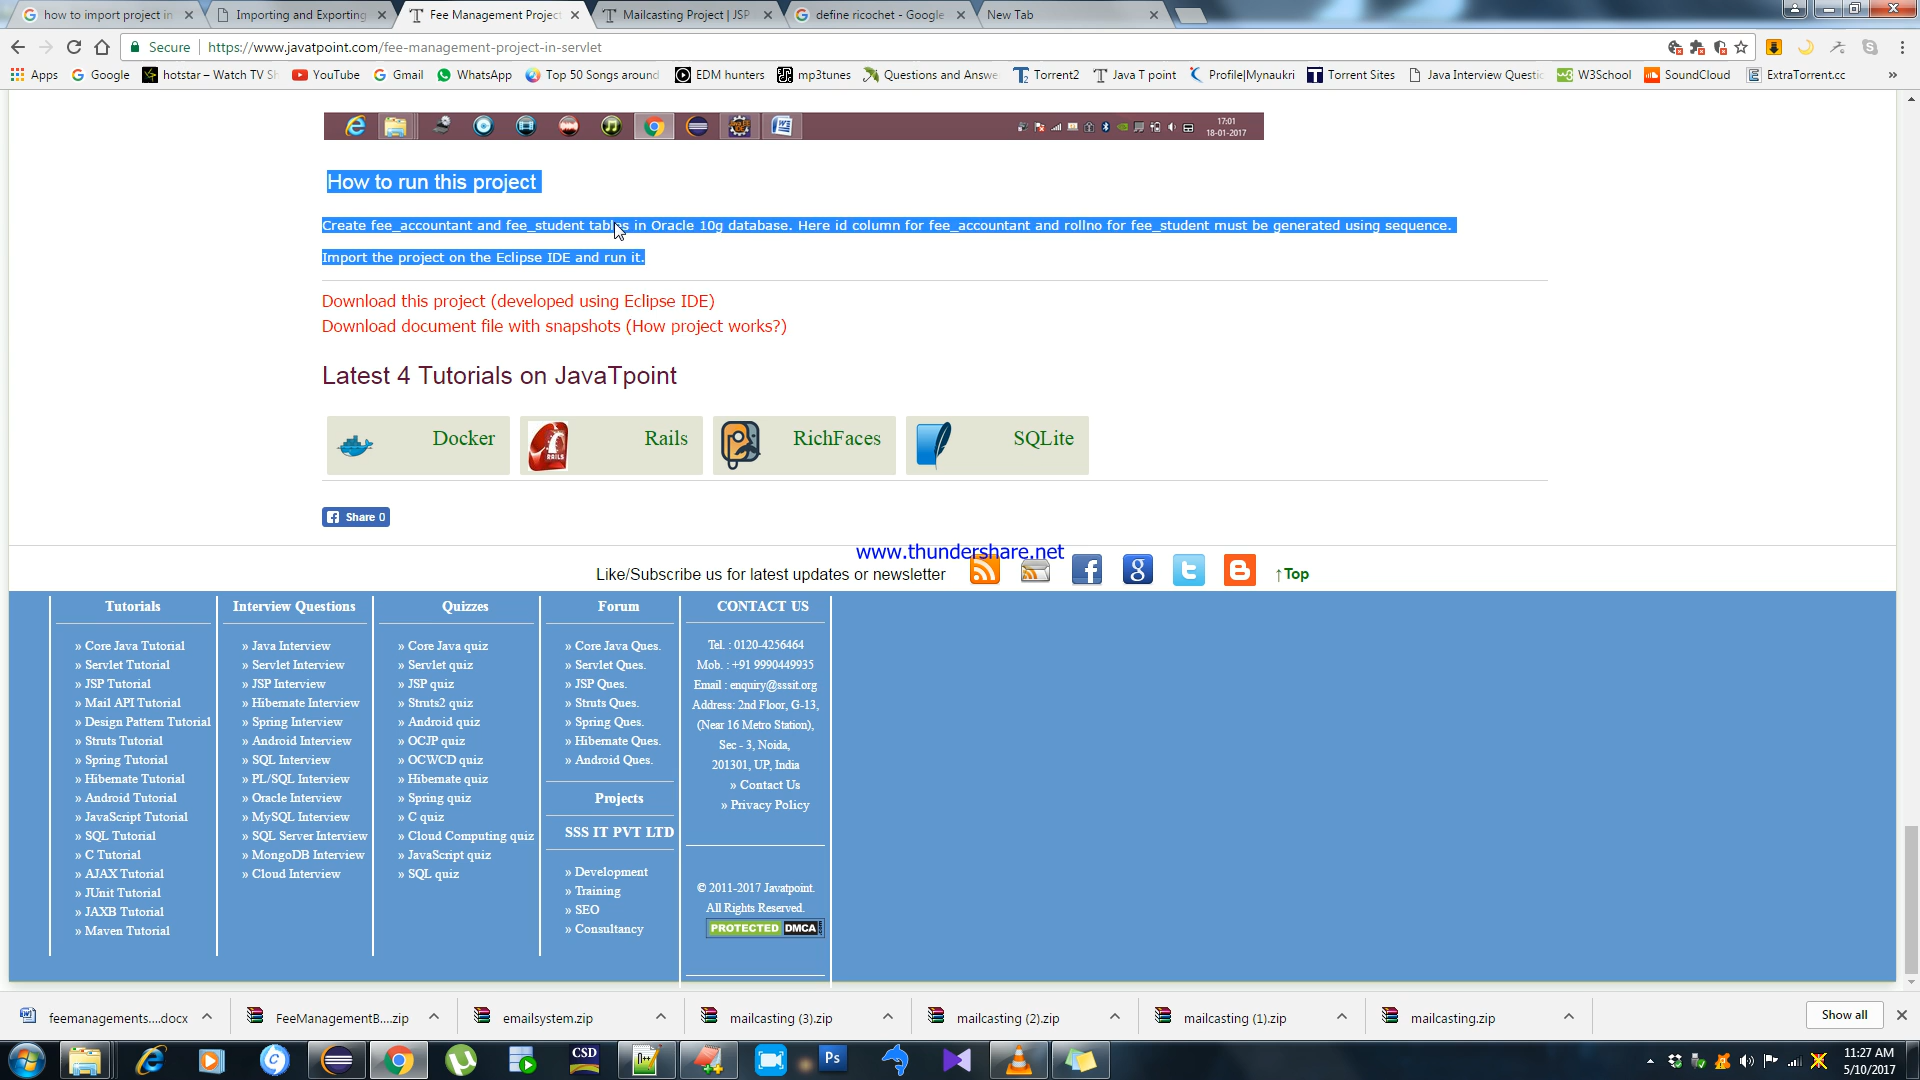 how to import project in
Importing and Exporting
Fee Management Project
Mailcasting Project | JSP
define ricochet - Google
New Tab
Secure
https://www.javatpoint.com/fee-management-project-in-servlet
Apps
Google
hotstar – Watch TV Sh
YouTube
Gmail
WhatsApp
Top 50 Songs around
EDM hunters
mp3tunes
Questions and Answe
Torrent2
Java T point
Profile|Mynaukri
Torrent Sites
Java Interview Questic
W3School
SoundCloud
ExtraTorrent.cc
»
17:01
18-01-2017
How to run this project
Create fee_accountant and fee_student tables in Oracle 10g database. Here id column for fee_accountant and rollno for fee_student must be generated using sequence.
Import the project on the Eclipse IDE and run it.
Download this project (developed using Eclipse IDE)
Download document file with snapshots (How project works?)
Latest 4 Tutorials on JavaTpoint
Docker
RAILS
Rails
RichFaces
SQLite
Share 0
www.thundershare.net
Like/Subscribe us for latest updates or newsletter
↑Top
Tutorials
» Core Java Tutorial
» Servlet Tutorial
» JSP Tutorial
» Mail API Tutorial
» Design Pattern Tutorial
» Struts Tutorial
» Spring Tutorial
» Hibernate Tutorial
» Android Tutorial
» JavaScript Tutorial
» SQL Tutorial
» C Tutorial
» AJAX Tutorial
» JUnit Tutorial
» JAXB Tutorial
» Maven Tutorial
Interview Questions
» Java Interview
» Servlet Interview
» JSP Interview
» Hibernate Interview
» Spring Interview
» Android Interview
» SQL Interview
» PL/SQL Interview
» Oracle Interview
» MySQL Interview
» SQL Server Interview
» MongoDB Interview
» Cloud Interview
Quizzes
» Core Java quiz
» Servlet quiz
» JSP quiz
» Struts2 quiz
» Android quiz
» OCJP quiz
» OCWCD quiz
» Hibernate quiz
» Spring quiz
» C quiz
» Cloud Computing quiz
» JavaScript quiz
» SQL quiz
Forum
» Core Java Ques.
» Servlet Ques.
» JSP Ques.
» Struts Ques.
» Spring Ques.
» Hibernate Ques.
» Android Ques.
Projects
SSS IT PVT LTD
» Development
» Training
» SEO
» Consultancy
CONTACT US
Tel. : 0120-4256464
Mob. : +91 9990449935
Email : enquiry@sssit.org
Address: 2nd Floor, G-13,
(Near 16 Metro Station),
Sec - 3, Noida,
201301, UP, India
» Contact Us
» Privacy Policy
© 2011-2017 Javatpoint.
All Rights Reserved.
PROTECTED DMCA
feemanagements....docx
FeeManagementB....zip
emailsystem.zip
mailcasting (3).zip
mailcasting (2).zip
mailcasting (1).zip
mailcasting.zip
Show all
CSD
Ps
11:27 AM
5/10/2017